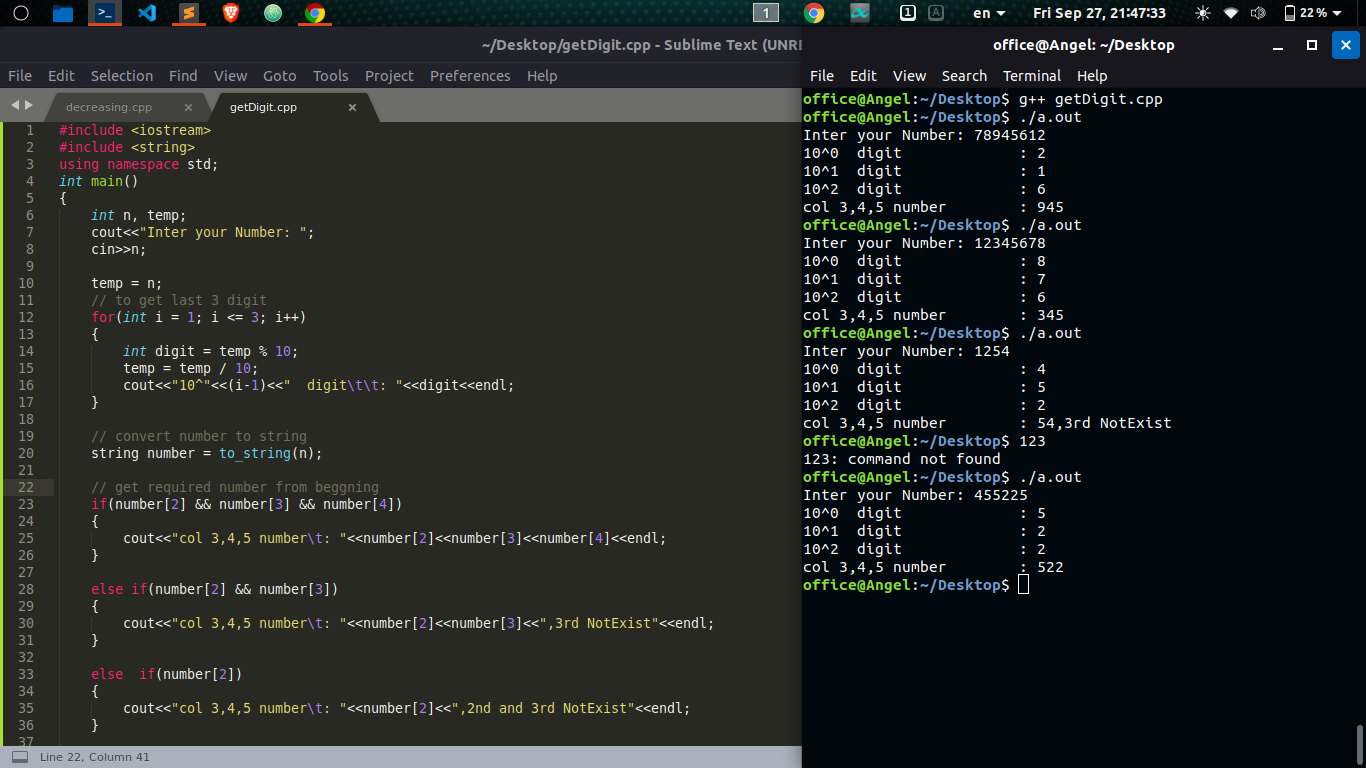 1 A en Fri Sep 27, 21:47:33 22 %
~/Desktop/getDigit.cpp - Sublime Text (UNRE
File Edit Selection Find View Goto Tools Project Preferences Help
decreasing.cpp × getDigit.cpp ×
1 #include <iostream>
2 #include <string>
3 using namespace std;
4 int main()
5 {
6     int n, temp;
7     cout<<"Inter your Number: ";
8     cin>>n;
9
10     temp = n;
11     // to get last 3 digit
12     for(int i = 1; i <= 3; i++)
13     {
14         int digit = temp % 10;
15         temp = temp / 10;
16         cout<<"10^"<<(i-1)<<"  digit\t\t: "<<digit<<endl;
17     }
18
19     // convert number to string
20     string number = to_string(n);
21
22     // get required number from beggning
23     if(number[2] && number[3] && number[4])
24     {
25         cout<<"col 3,4,5 number\t: "<<number[2]<<number[3]<<number[4]<<endl;
26     }
27
28     else if(number[2] && number[3])
29     {
30         cout<<"col 3,4,5 number\t: "<<number[2]<<number[3]<<",3rd NotExist"<<endl;
31     }
32
33     else  if(number[2])
34     {
35         cout<<"col 3,4,5 number\t: "<<number[2]<<",2nd and 3rd NotExist"<<endl;
36     }
37
Line 22, Column 41
1
office@Angel: ~/Desktop
File Edit View Search Terminal Help
office@Angel:~/Desktop$ g++ getDigit.cpp
office@Angel:~/Desktop$ ./a.out
Inter your Number: 78945612
10^0  digit             : 2
10^1  digit             : 1
10^2  digit             : 6
col 3,4,5 number        : 945
office@Angel:~/Desktop$ ./a.out
Inter your Number: 12345678
10^0  digit             : 8
10^1  digit             : 7
10^2  digit             : 6
col 3,4,5 number        : 345
office@Angel:~/Desktop$ ./a.out
Inter your Number: 1254
10^0  digit             : 4
10^1  digit             : 5
10^2  digit             : 2
col 3,4,5 number        : 54,3rd NotExist
office@Angel:~/Desktop$ 123
123: command not found
office@Angel:~/Desktop$ ./a.out
Inter your Number: 455225
10^0  digit             : 5
10^1  digit             : 2
10^2  digit             : 2
col 3,4,5 number        : 522
office@Angel:~/Desktop$